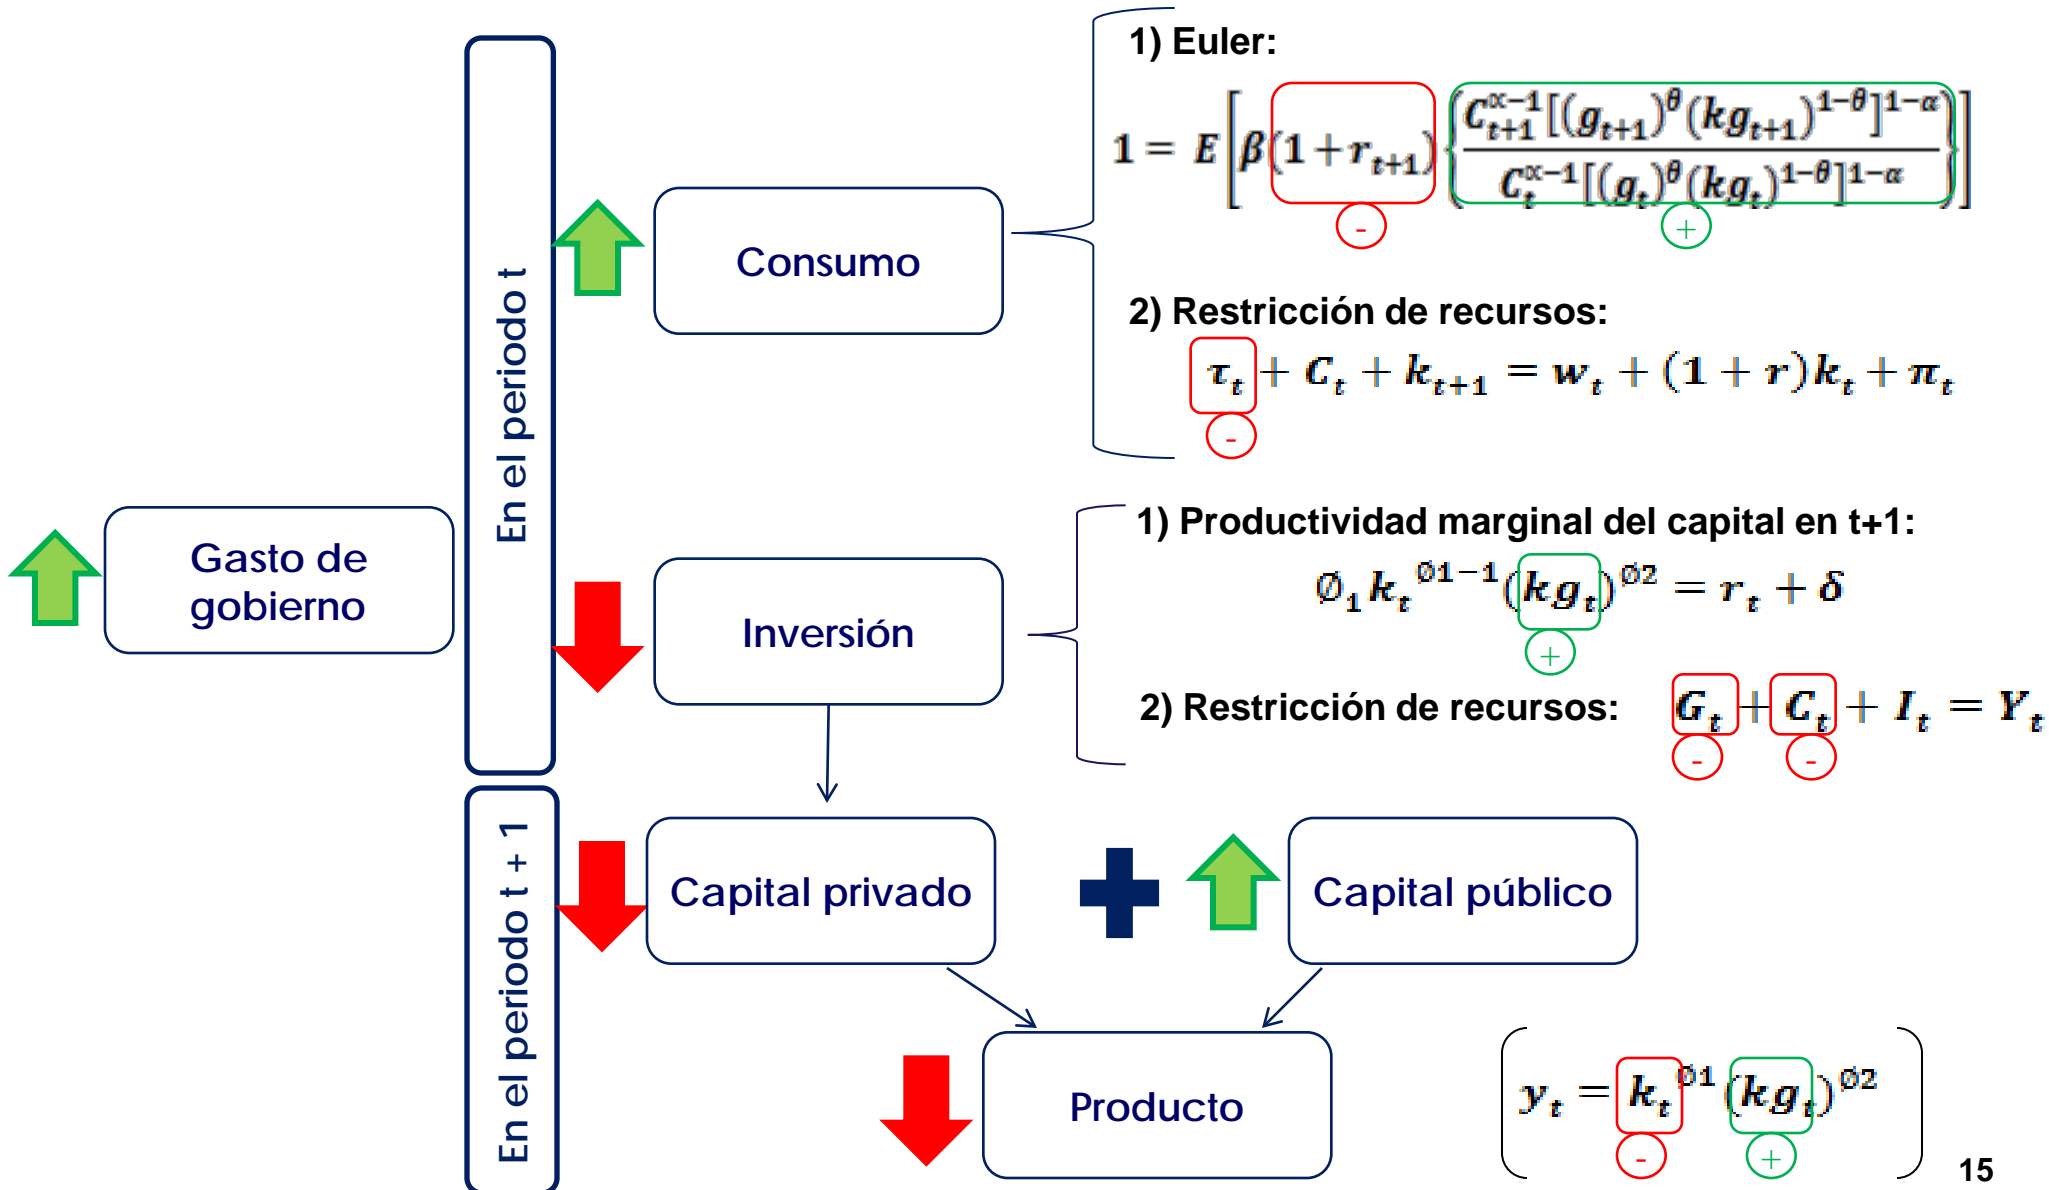 1) Euler:
1 = E[β(1 + r_{t+1}) {C_{t+1}^{∝−1}[(g_{t+1})^θ(kg_{t+1})^{1−θ}]^{1−α} / C_t^{∝−1}[(g_t)^θ(kg_t)^{1−θ}]^{1−α}}]
- +
En el periodo t
Consumo
2) Restricción de recursos:
τ_t + C_t + k_{t+1} = w_t + (1 + r)k_t + π_t
-
Gasto de
gobierno
Inversión
1) Productividad marginal del capital en t+1:
Ø_1 k_t^{Ø1−1}(kg_t)^{Ø2} = r_t + δ
+
2) Restricción de recursos: G_t + C_t + I_t = Y_t
- -
En el periodo t + 1
Capital privado
Capital público
Producto
y_t = k_t^{Ø1}(kg_t)^{Ø2}
- +
15